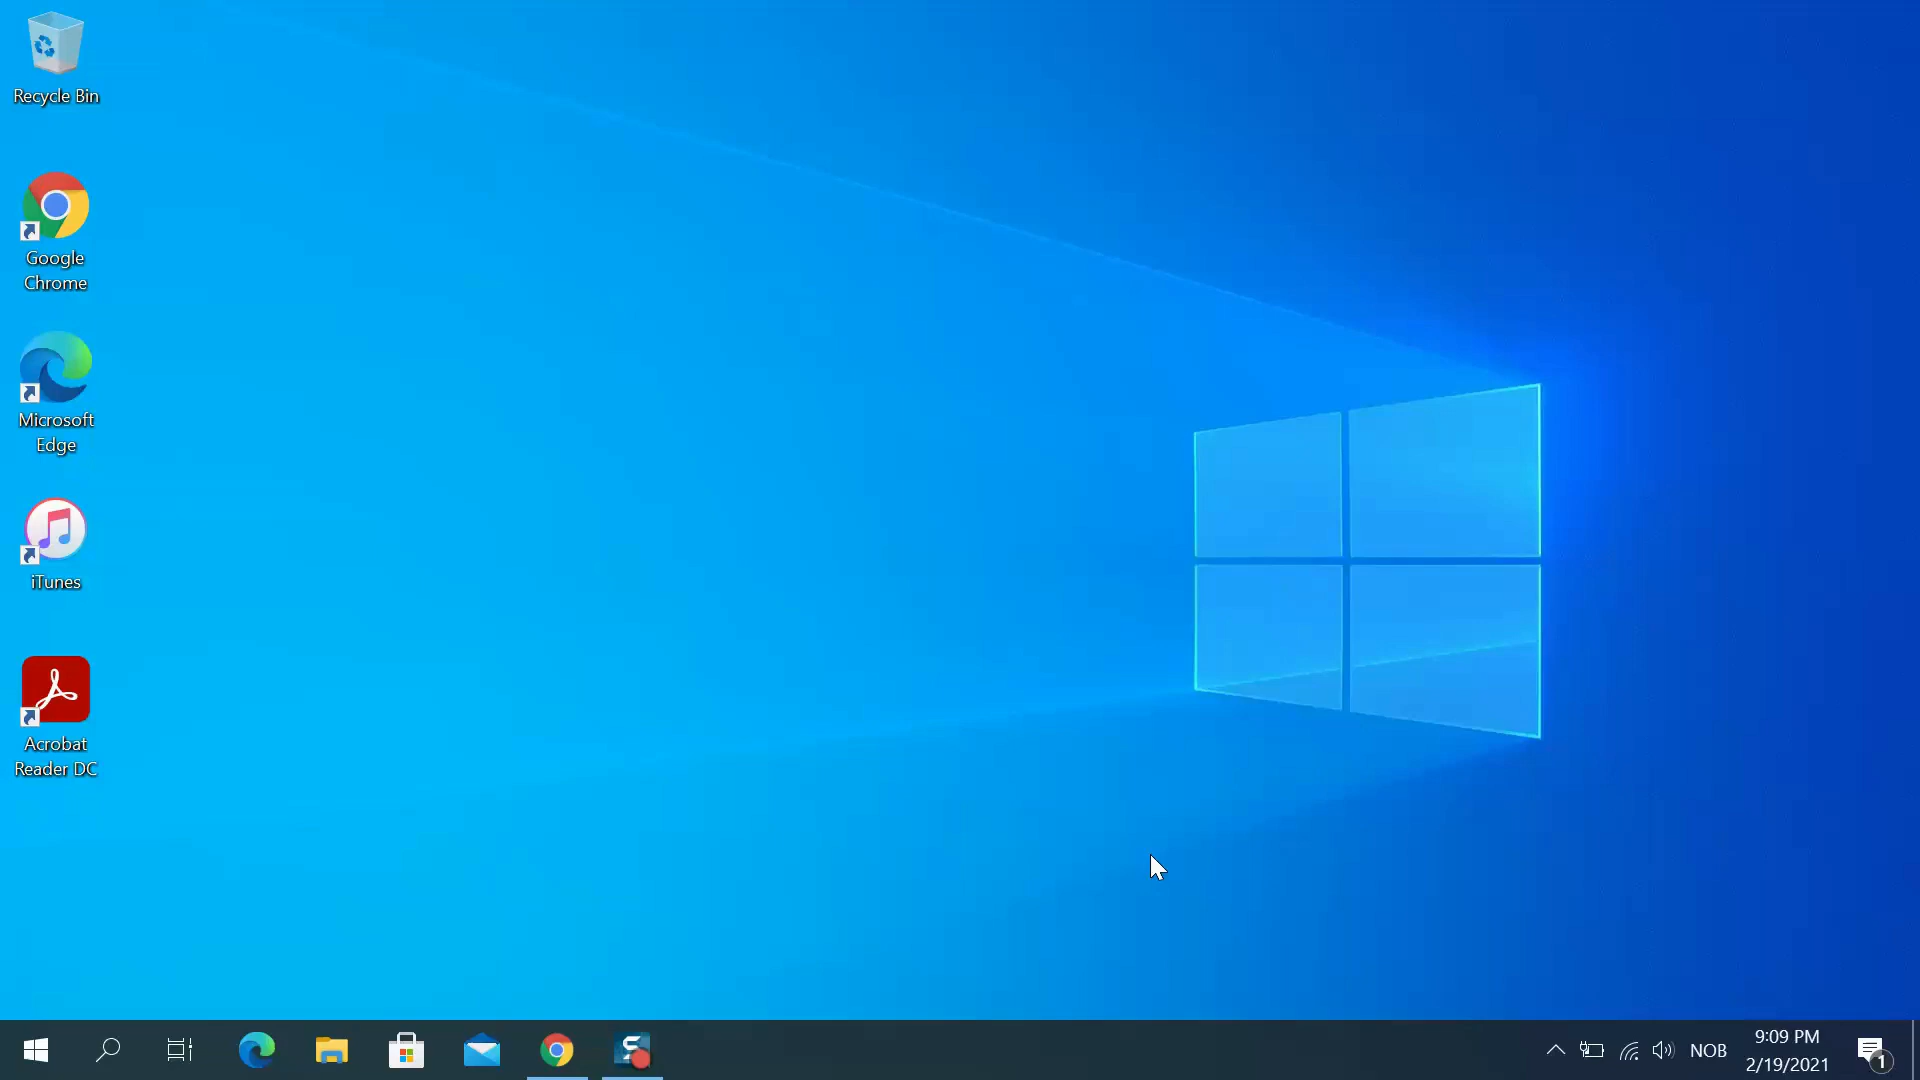 Recycle Bin
Google
Chrome
Microsoft
Edge
iTunes
Acrobat
Reader DC
NOB
9:09 PM
2/19/2021
1